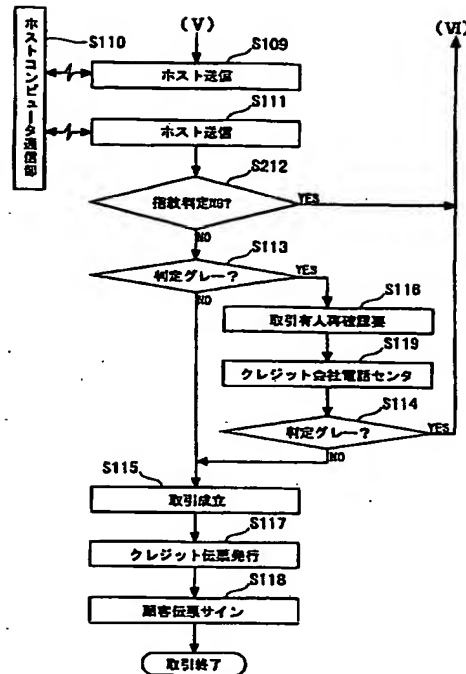 (V)
(VI)
S110
ホストコンピュータ通信部
S109
ホスト送信
S111
ホスト送信
S212
指紋判定NG?
YES
NO
S113
判定グレー?
YES
NO
S116
取引有人再確認要
S119
クレジット会社電話センタ
S114
判定グレー?
YES
NO
S115
取引成立
S117
クレジット伝票発行
S118
顧客伝票サイン
取引終了